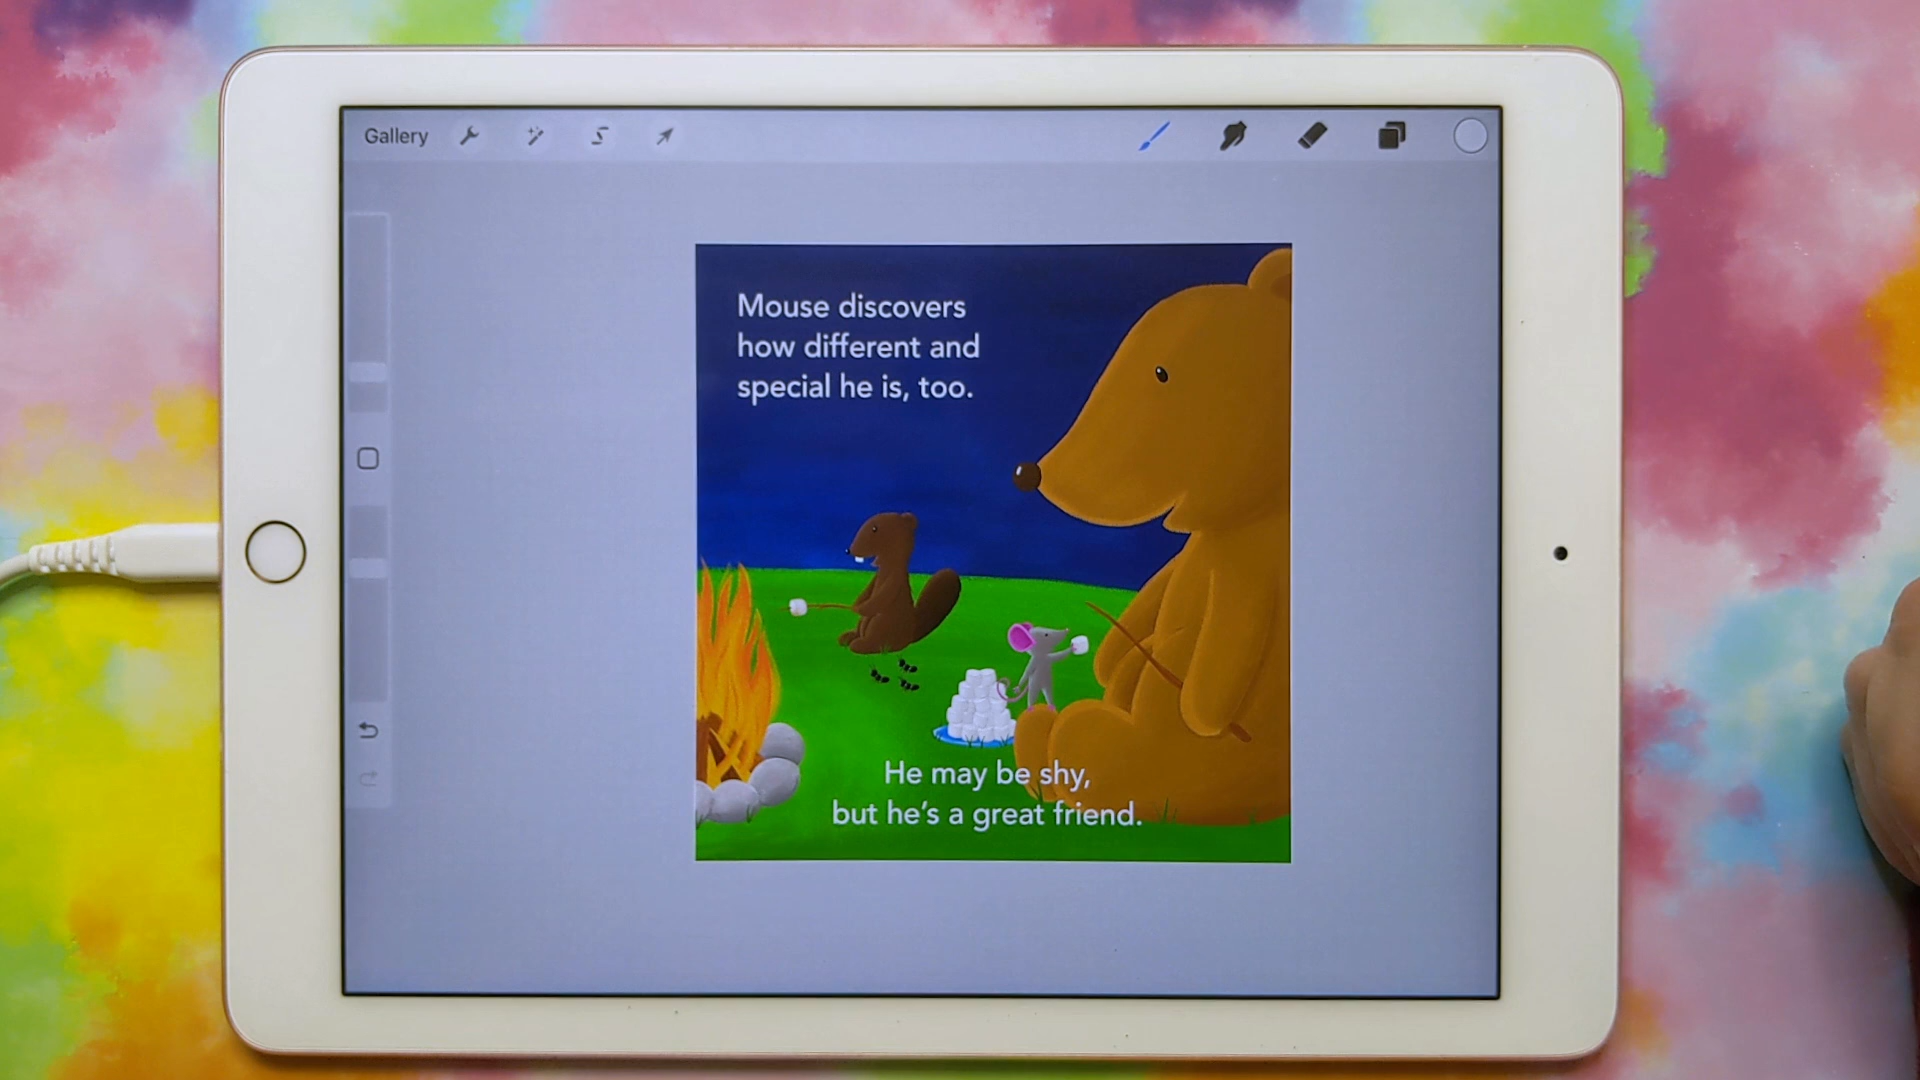 Gallery
Mouse discovers
how different and
special he is, too.
He may be shy,
but he's a great friend.